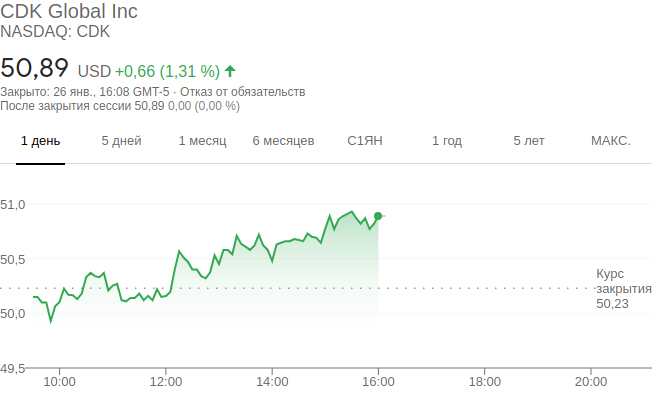 CDK Global Inc
NASDAQ: CDK
50,89 USD +0,66 (1,31 %)
Закрыто: 26 янв., 16:08 GMT-5 · Отказ от обязательств
После закрытия сессии 50,89 0,00 (0,00 %)
1 день 5 дней 1 месяц 6 месяцев С1ЯН 1 год 5 лет МАКС.
51,0
50,5
Курс
закрытия
50,23
50,0
49,5
10:00 12:00 14:00 16:00 18:00 20:00